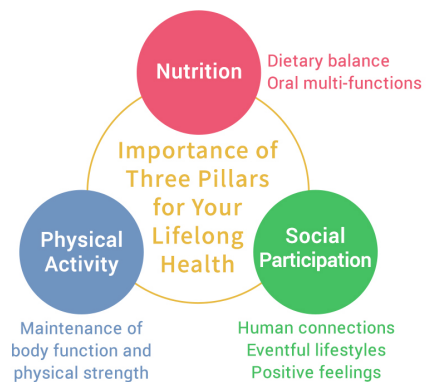 Nutrition
Dietary balance
Oral multi-functions
Importance of
Three Pillars
for Your
Lifelong
Health
Physical
Activity
Maintenance of
body function and
physical strength
Social
Participation
Human connections
Eventful lifestyles
Positive feelings